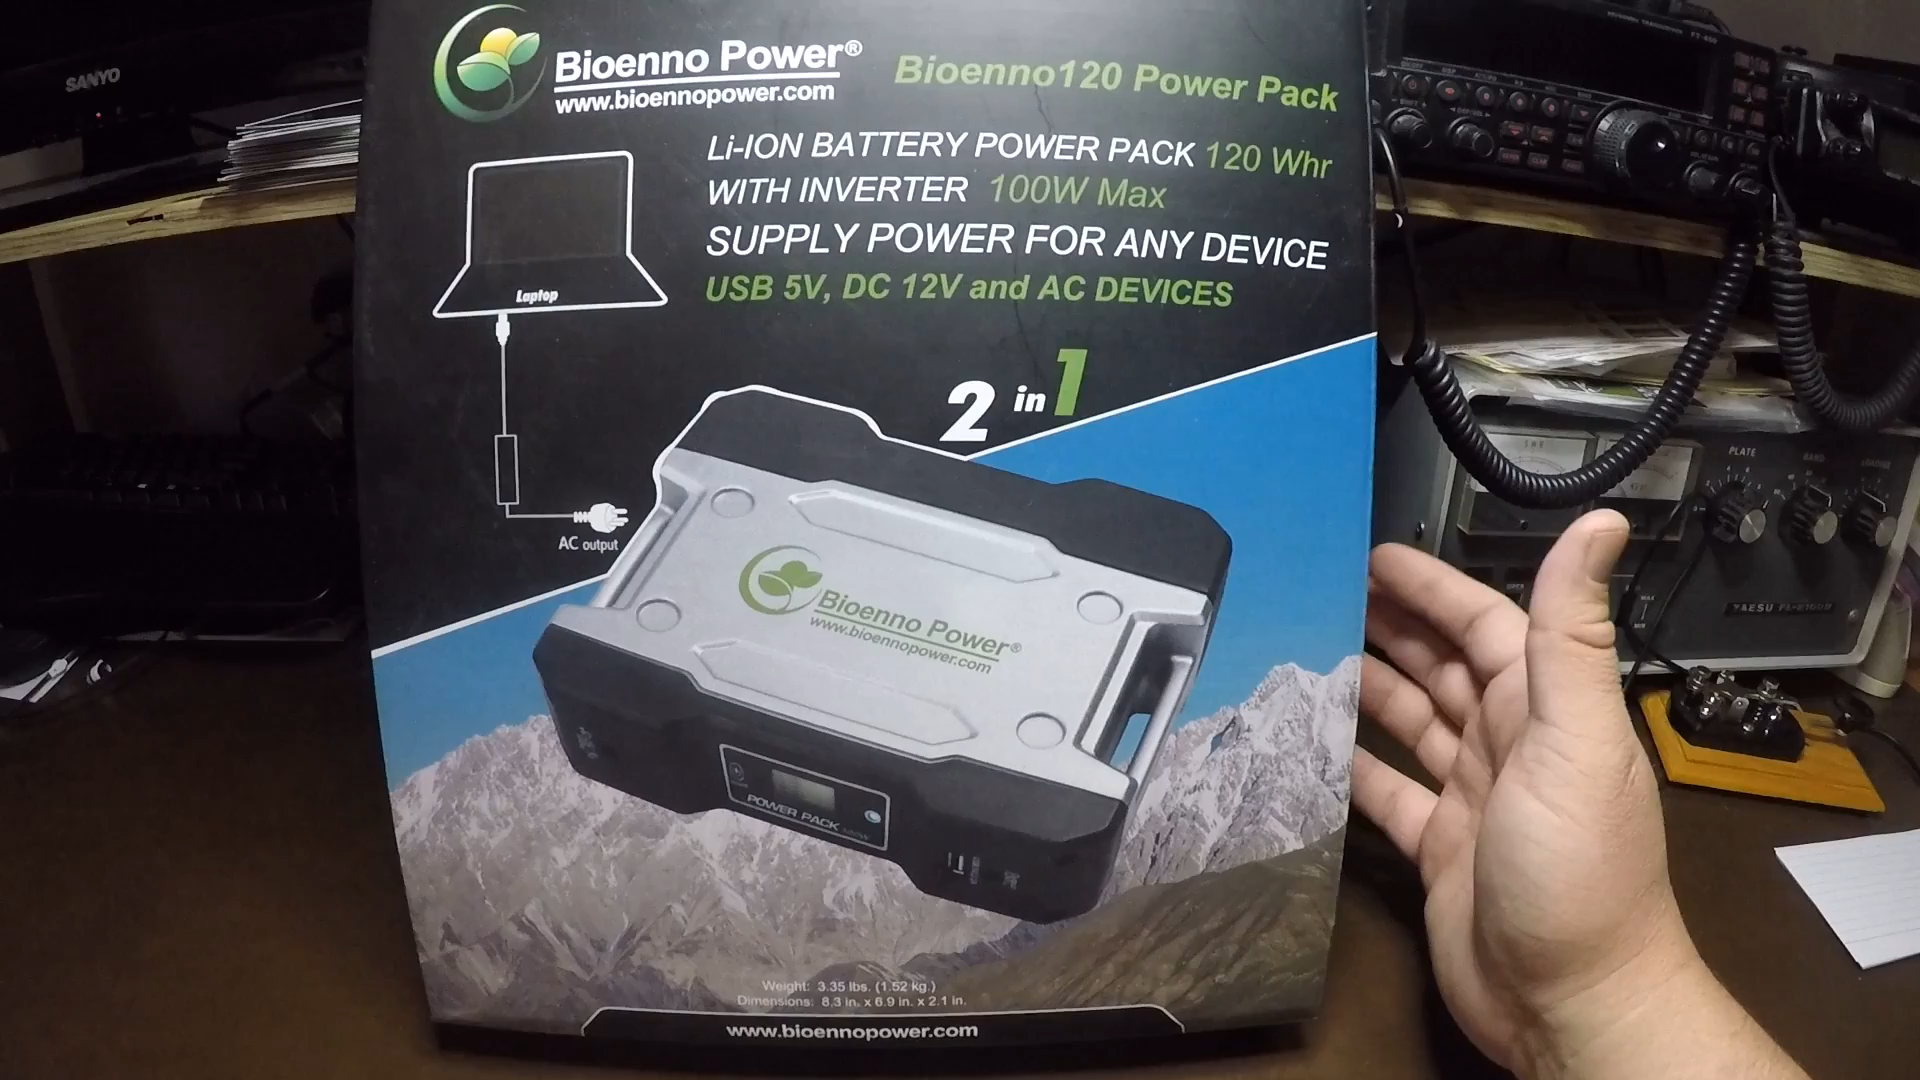 SANYO
Bioenno Power®
www.bioennopower.com
Bioenno120 Power Pack
Li-ION BATTERY POWER PACK 120 Whr
WITH INVERTER 100W Max
SUPPLY POWER FOR ANY DEVICE
USB 5V, DC 12V and AC DEVICES
Laptop
2 in 1
AC output
Bioenno Power®
www.bioennopower.com
POWER PACK
Weight: 3.35 lbs. (1.52 kg.)
Dimensions: 8.3 in. x 6.9 in. x 2.1 in.
www.bioennopower.com
PLATE
BAND
LOADING
YAESU